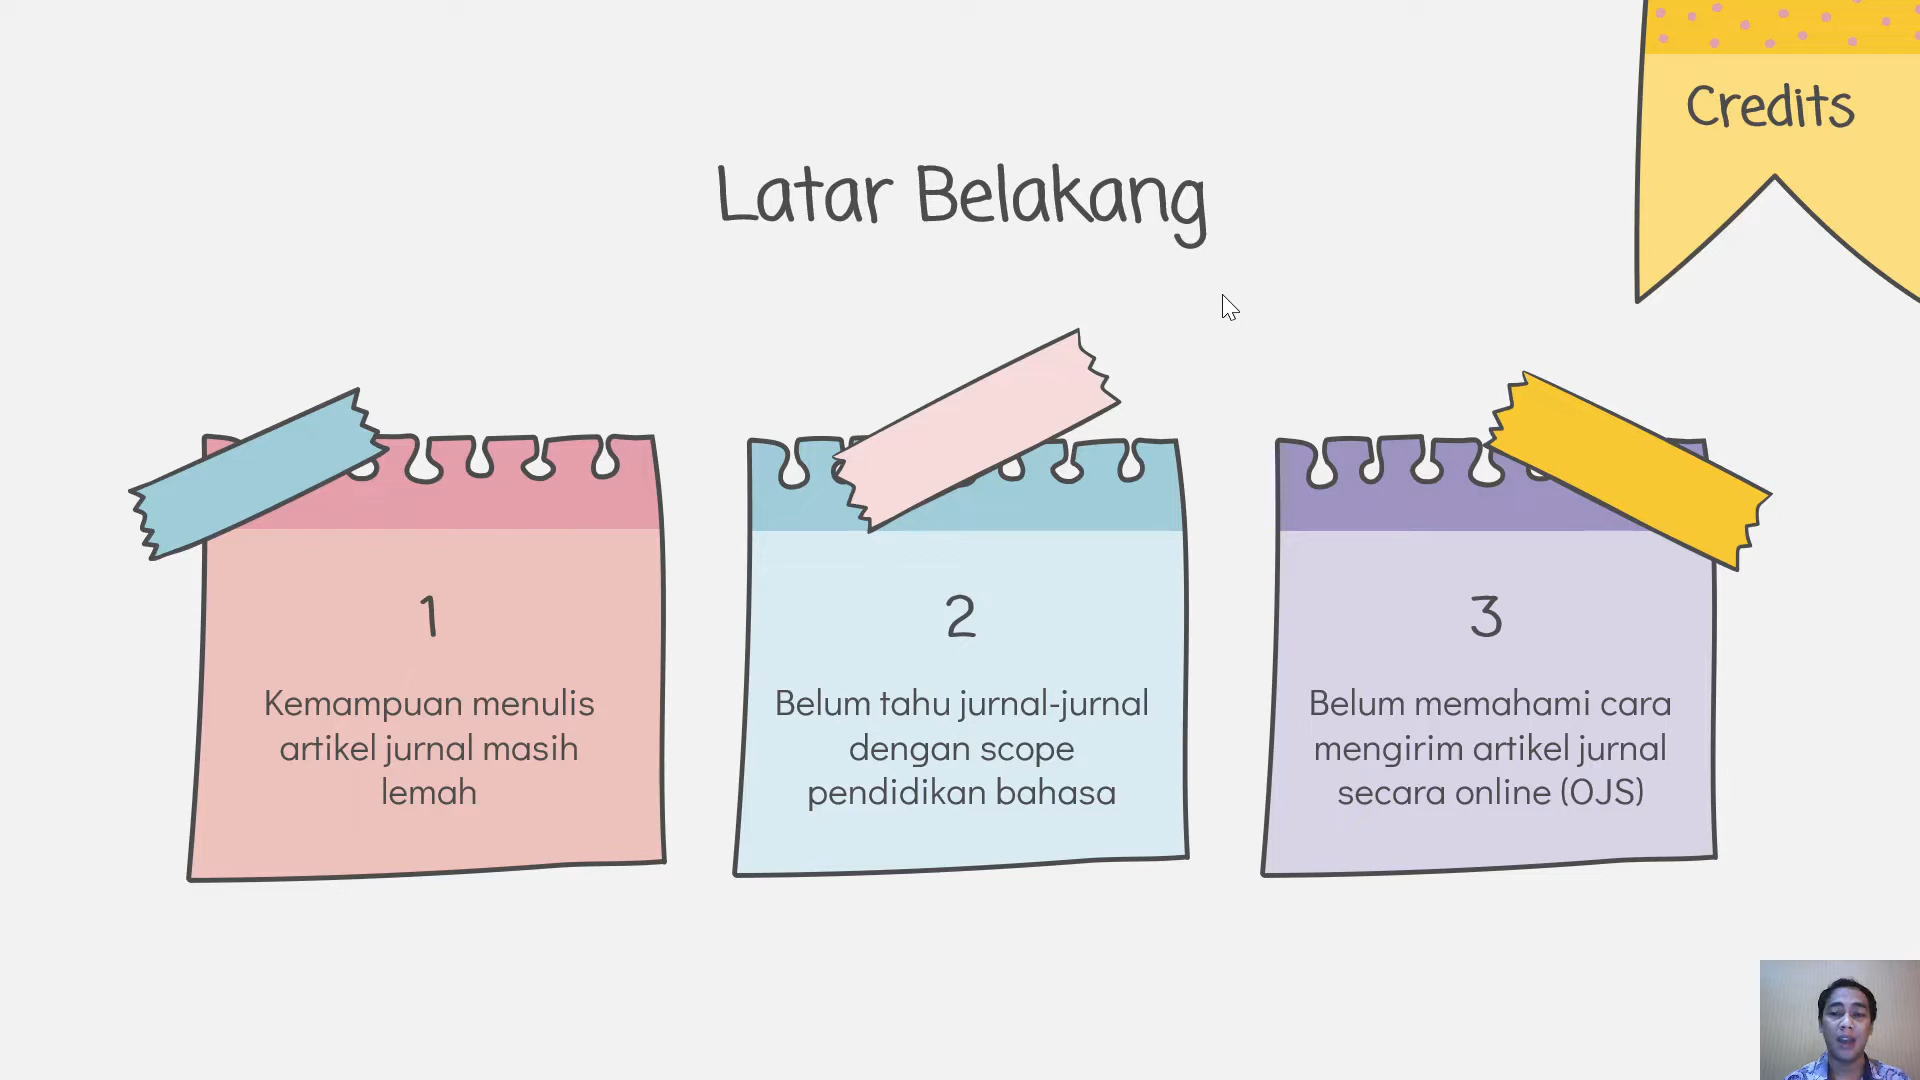 Credits
Latar Belakang
1
Kemampuan menulis
artikel jurnal masih
lemah
2
Belum tahu jurnal-jurnal
dengan scope
pendidikan bahasa
3
Belum memahami cara
mengirim artikel jurnal
secara online (OJS)